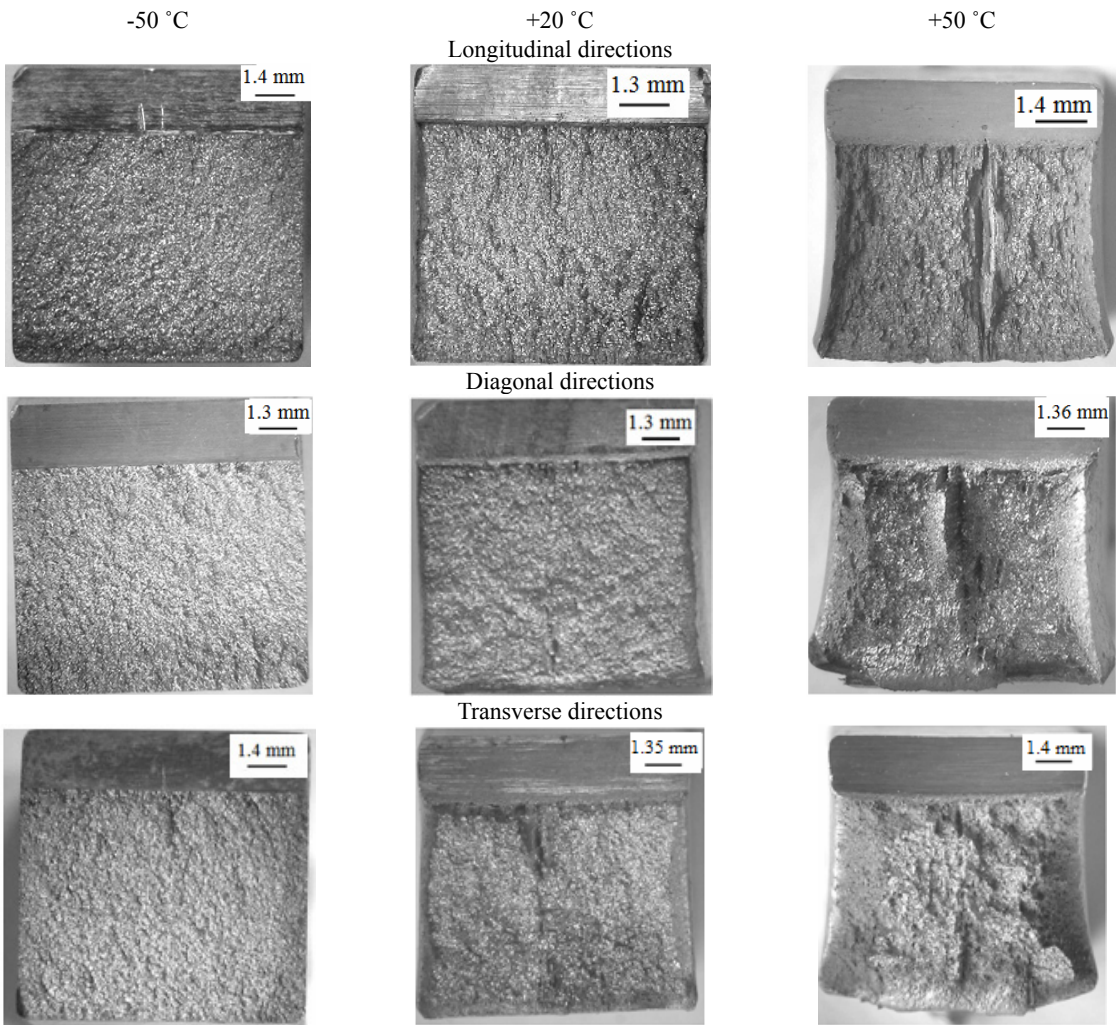 -50 ˚C +20 ˚C +50 ˚C
Longitudinal directions
1.4 mm 1.3 mm 1.4 mm
Diagonal directions
1.3 mm 1.3 mm 1.36 mm
Transverse directions
1.4 mm 1.35 mm 1.4 mm